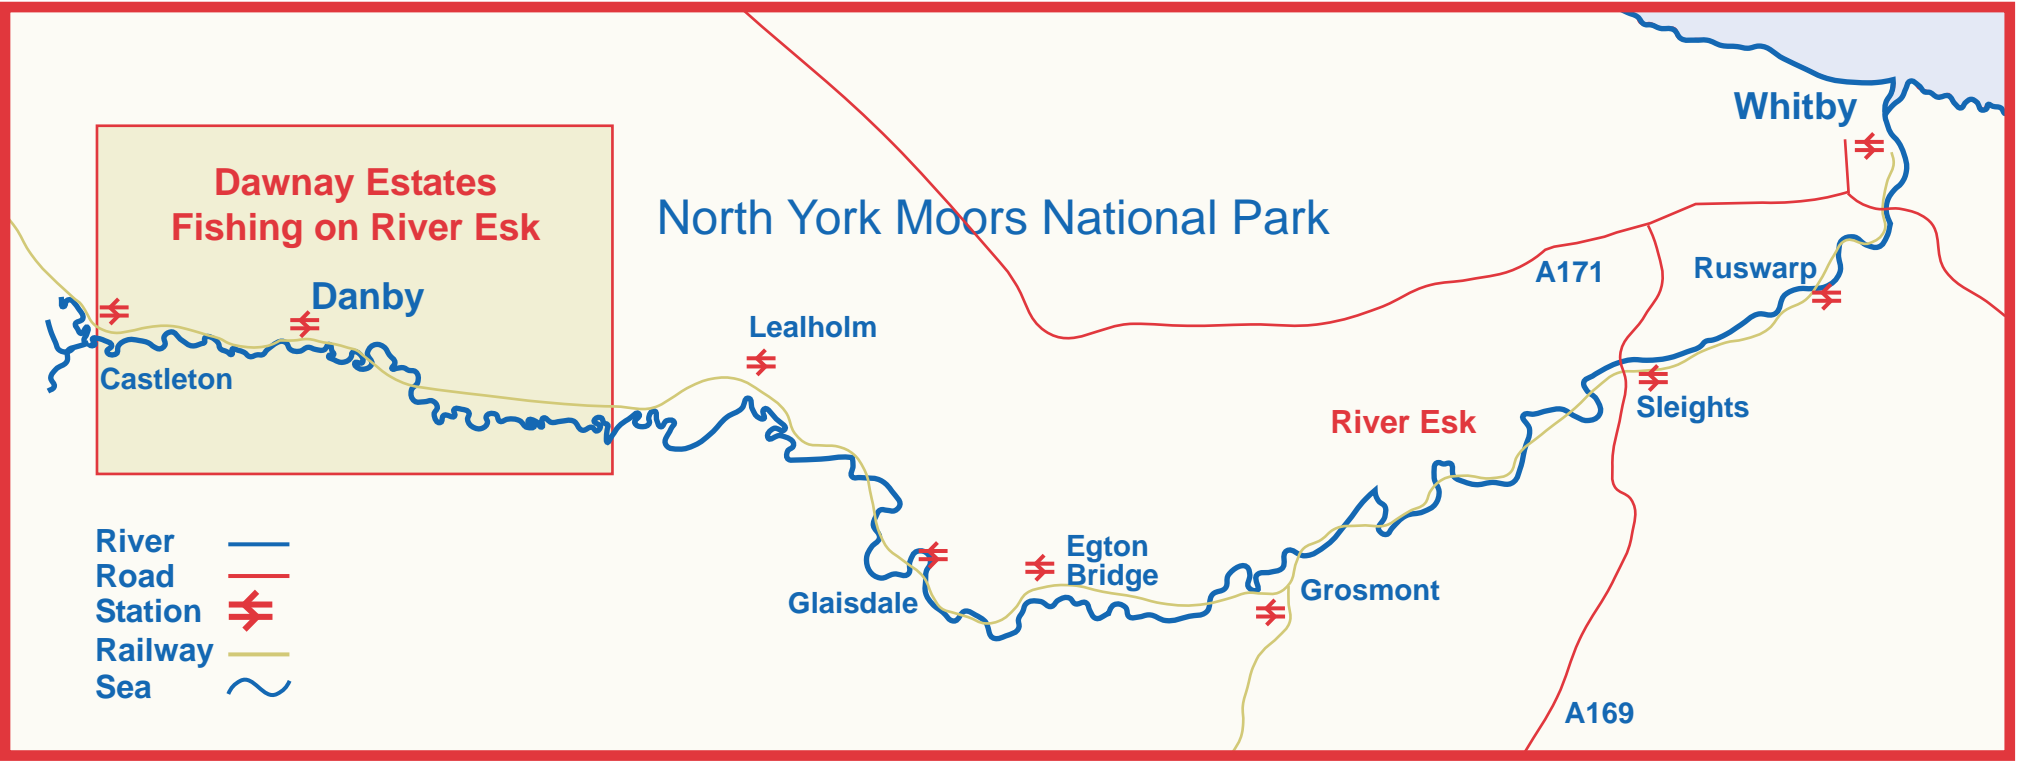 Whitby
Dawnay Estates
Fishing on River Esk
North York Moors National Park
A171
Ruswarp
Danby
Lealholm
Castleton
Sleights
River Esk
Egton
Bridge
Glaisdale
Grosmont
River
Road
Station
Railway
Sea
A169